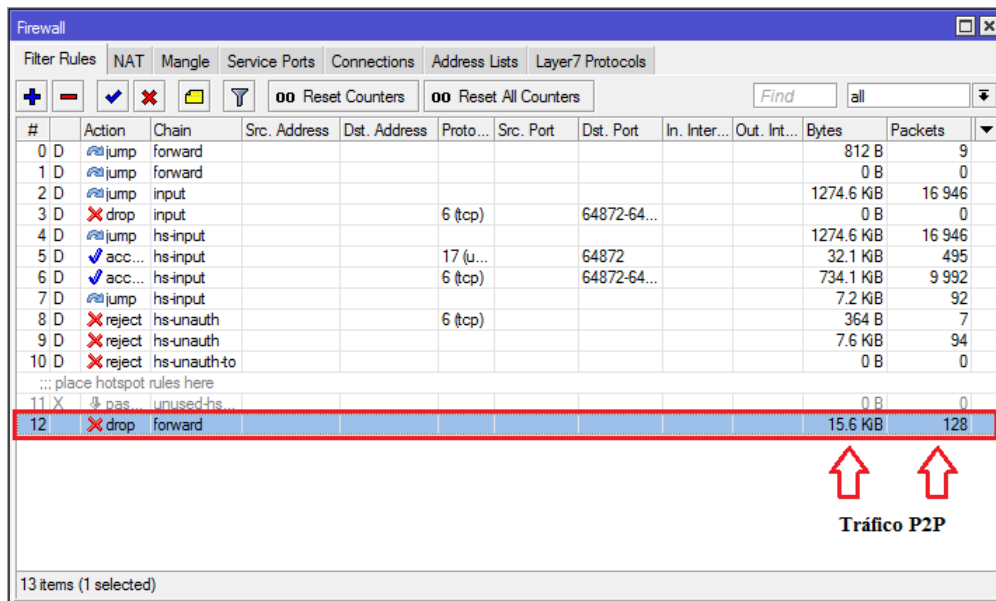 Firewall
Filter Rules NAT Mangle Service Ports Connections Address Lists Layer7 Protocols
00 Reset Counters 00 Reset All Counters Find all
# Action Chain Src. Address Dst. Address Proto... Src. Port Dst. Port In. Inter... Out. Int... Bytes Packets
0 D jump forward 812 B 9
1 D jump forward 0 B 0
2 D jump input 1274.6 KiB 16 946
3 D drop input 6 (tcp) 64872-64... 0 B 0
4 D jump hs-input 1274.6 KiB 16 946
5 D acc... hs-input 17 (u... 64872 32.1 KiB 495
6 D acc... hs-input 6 (tcp) 64872-64... 734.1 KiB 9 992
7 D jump hs-input 7.2 KiB 92
8 D reject hs-unauth 6 (tcp) 364 B 7
9 D reject hs-unauth 7.6 KiB 94
10 D reject hs-unauth-to 0 B 0
;;; place hotspot rules here
11 X pas... unused-hs... 0 B 0
12 drop forward 15.6 KiB 128
Tráfico P2P
13 items (1 selected)